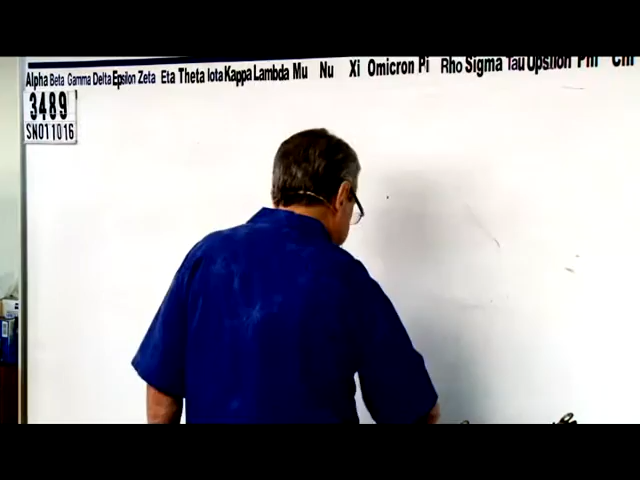 Alpha Beta Gamma Delta Epsilon Zeta Eta Theta Iota Kappa Lambda Mu Nu Xi Omicron Pi Rho Sigma Tau Upsilon Phi Chi
3489
SN011016